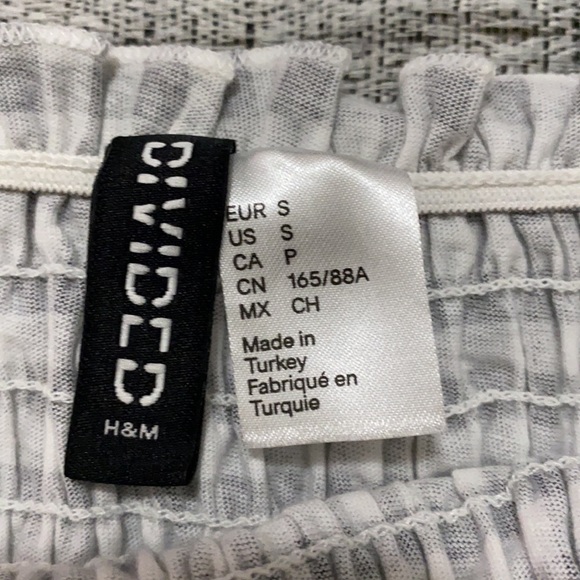 DIVIDED
H&M
EUR S
US S
CA P
CN 165/88A
MX CH
Made in
Turkey
Fabriqué en
Turquie